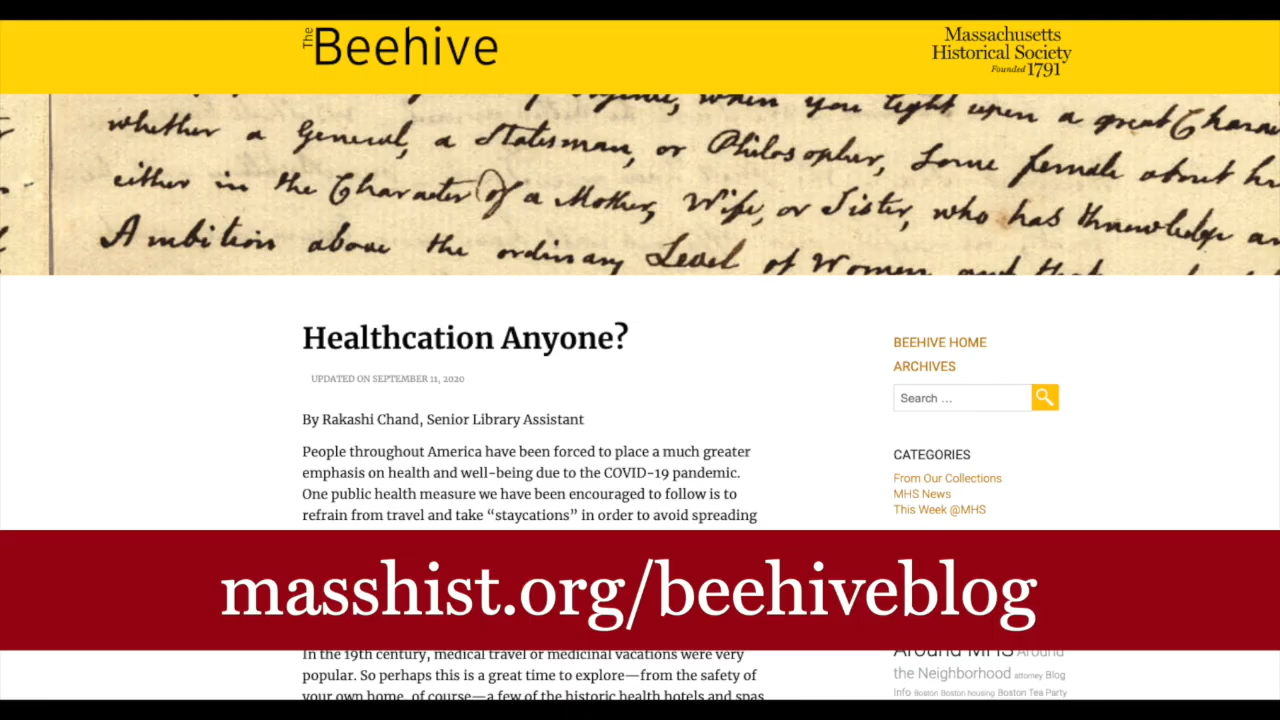 The Beehive
Massachusetts
Historical Society
Founded 1791
when you light upon a great
whether a General, a Statesman, or Philosopher, Some female about
either in the Character of a Mother, Wife, or Sister, who has knowledge
Ambition above the ordinary Level of Women and that
Healthcation Anyone?
UPDATED ON SEPTEMBER 11, 2020
By Rakashi Chand, Senior Library Assistant
People throughout America have been forced to place a much greater
emphasis on health and well-being due to the COVID-19 pandemic.
One public health measure we have been encouraged to follow is to
refrain from travel and take “staycations” in order to avoid spreading
BEEHIVE HOME
ARCHIVES
Search ...
CATEGORIES
From Our Collections
MHS News
This Week @MHS
masshist.org/beehiveblog
In the 19th century, medical travel or medicinal vacations were very
popular. So perhaps this is a great time to explore—from the safety of
your own home, of course—a few of the historic health hotels and spas
Around MHS Around
the Neighborhood attorney Blog
Info Boston Boston housing Boston Tea Party